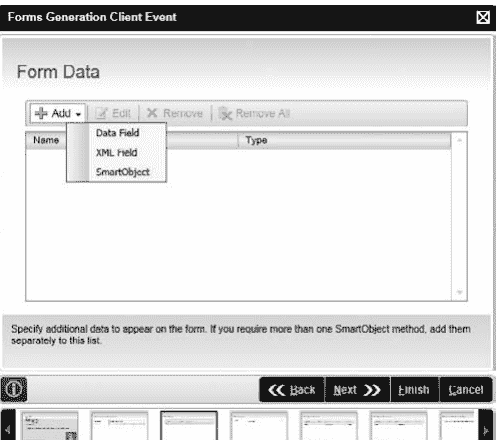 Forms Generation Client Event
Form Data
Add Edit Remove Remove All
Name Type
Data Field
XML Field
SmartObject
Specify additional data to appear on the form. If you require more than one SmartObject method, add them
separately to this list.
Back Next Finish Cancel